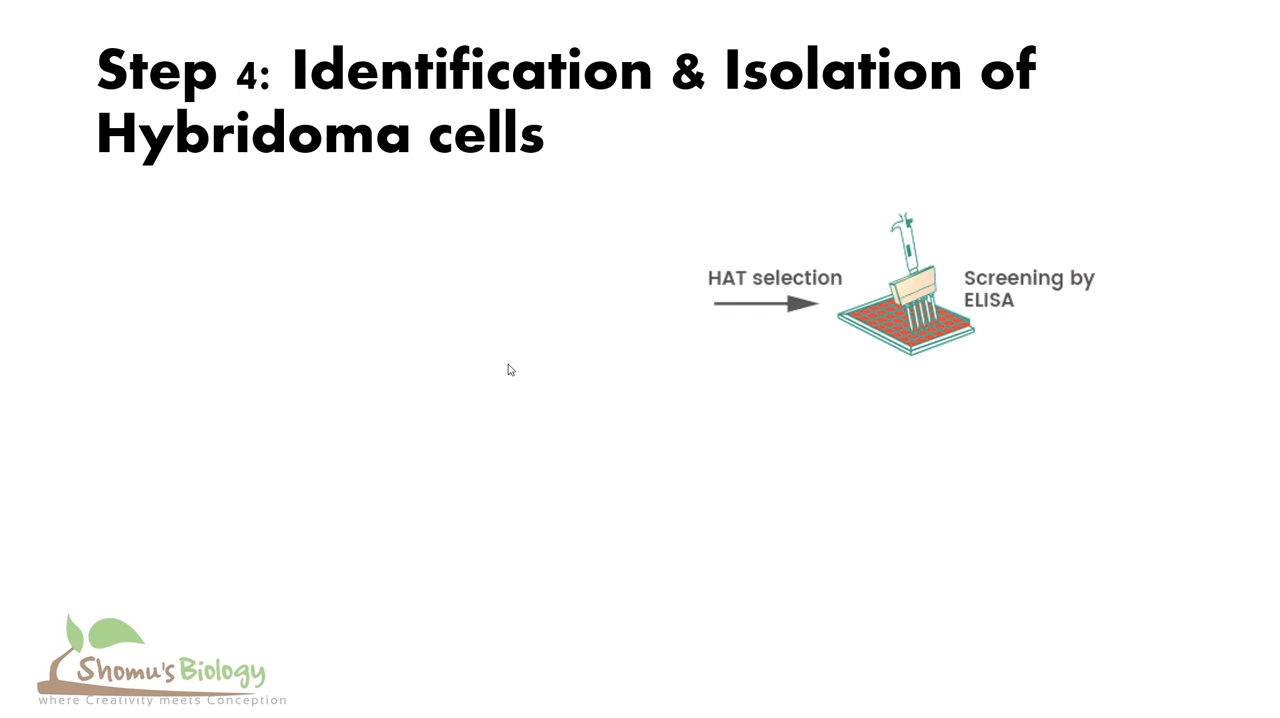 Step 4: Identification & Isolation of
Hybridoma cells
HAT selection
Screening by
ELISA
Shomu's Biology
where Creativity meets Conception